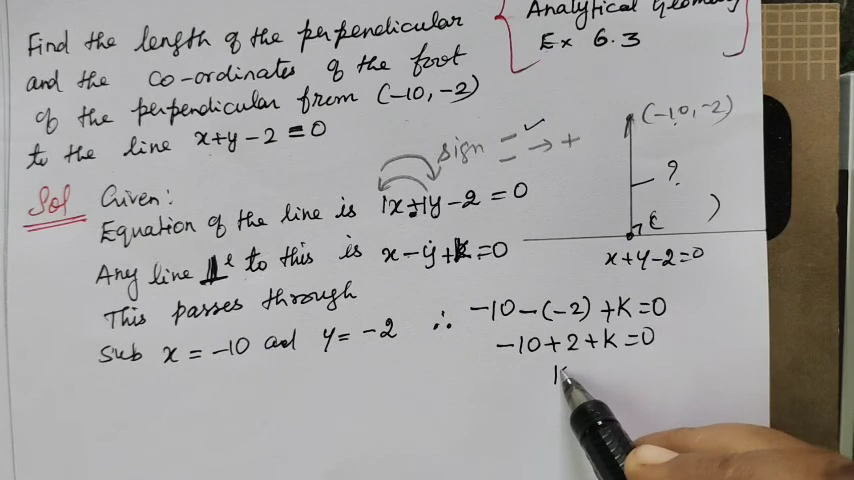 Find the length of the perpendicular
and the Co-ordinates of the foot
of the perpendicular from (-10, -2)
to the line x+y-2=0
Analytical Geometry
Ex 6.3
sign - ✓
- → +
(-10, -2)
?
( )
x+y-2=0
Sol Given:
Equation of the line is 1x+1y-2=0
Any line ⊥r to this is x-y+k=0
This passes through
Sub x = -10 and y = -2 ∴ -10-(-2)+K=0
-10+2+K=0
K